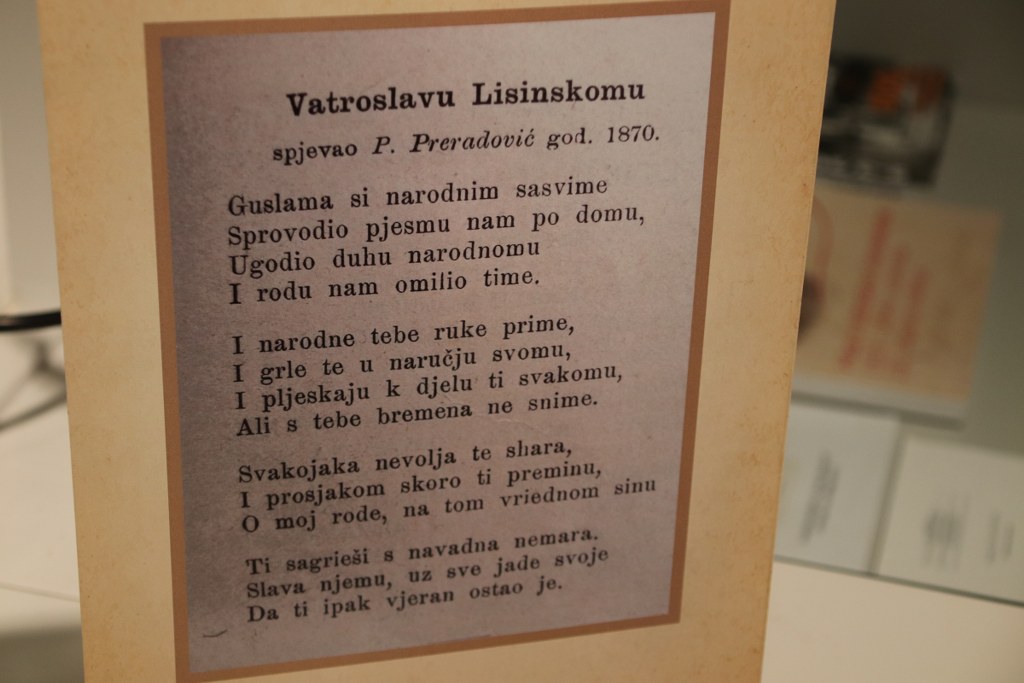 Vatroslavu Lisinskomu
spjevao P. Preradović god. 1870.
Guslama si narodnim sasvime
Sprovodio pjesmu nam po domu,
Ugodio duhu narodnomu
I rodu nam omilio time.
I narodne tebe ruke prime,
I grle te u naručju svomu,
I pljeskaju k djelu ti svakomu,
Ali s tebe bremena ne snime.
Svakojaka nevolja te shara,
I prosjakom skoro ti preminu,
O moj rode, na tom vriednom sinu
Ti sagrieši s navadna nemara.
Slava njemu, uz sve jade svoje
Da ti ipak vjeran ostao je.